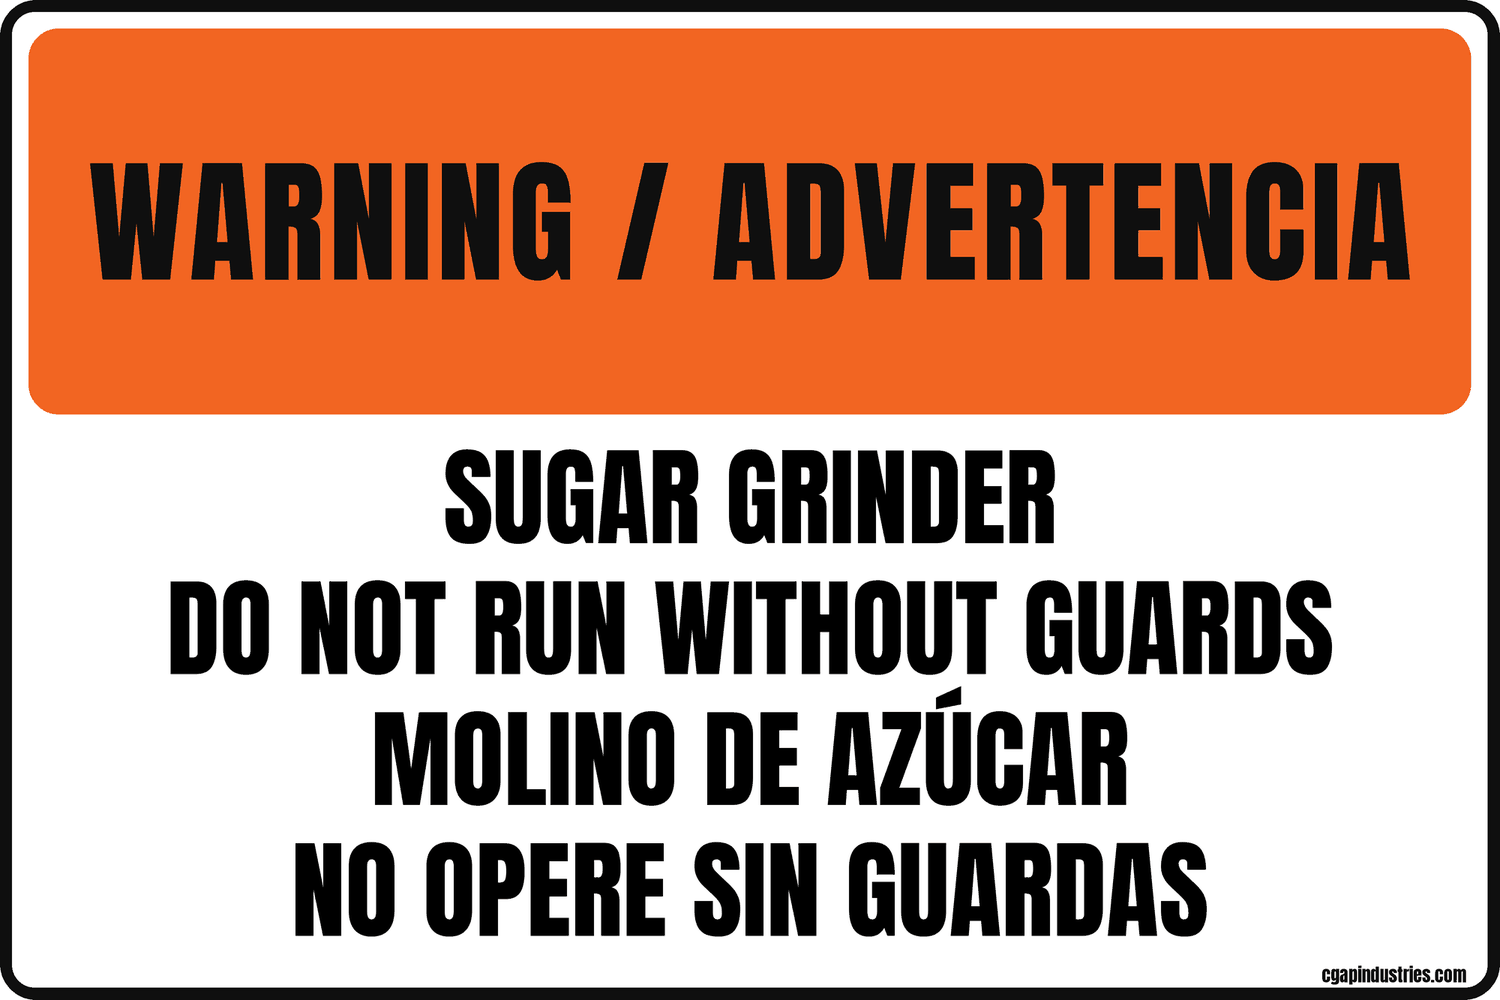 WARNING / ADVERTENCIA
SUGAR GRINDER
DO NOT RUN WITHOUT GUARDS
MOLINO DE AZÚCAR
NO OPERE SIN GUARDAS
cgapindustries.com